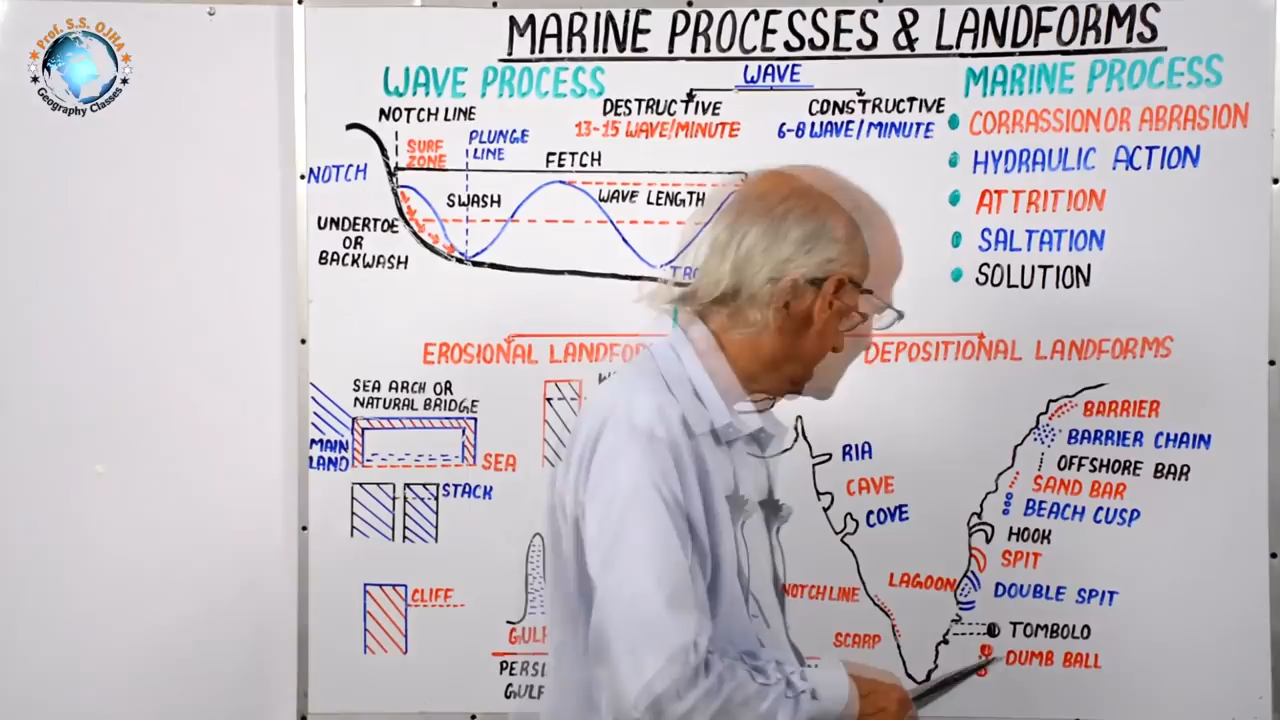 Prof. S.S. OJHA
Geography Classes
MARINE PROCESSES & LANDFORMS
WAVE PROCESS
WAVE
MARINE PROCESS
NOTCH LINE
DESTRUCTIVE
13-15 WAVE/MINUTE
CONSTRUCTIVE
6-8 WAVE/MINUTE
CORRASSION OR ABRASION
HYDRAULIC ACTION
ATTRITION
SALTATION
SOLUTION
SURF
ZONE
PLUNGE
LINE
FETCH
NOTCH
SWASH
WAVE LENGTH
UNDERTOE
OR
BACKWASH
EROSIONAL
DEPOSITIONAL LANDFORMS
SEA ARCH OR
NATURAL BRIDGE
MAIN
LAND
SEA
STACK
CLIFF
GULF
GULF
RIA
CAVE
COVE
NOTCH LINE
SCARP
LAGOON
BARRIER
BARRIER CHAIN
OFFSHORE BAR
SAND BAR
BEACH CUSP
HOOK
SPIT
DOUBLE SPIT
TOMBOLO
DUMB BALL